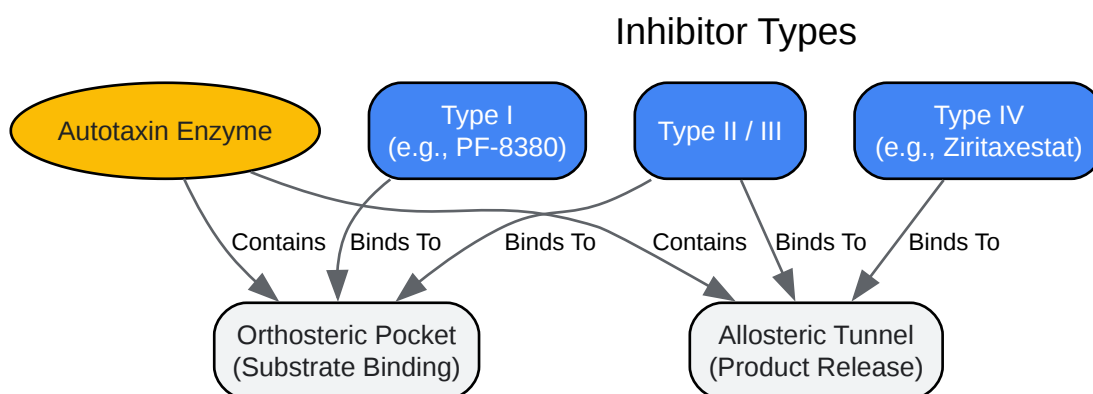 Inhibitor Types
Autotaxin Enzyme
Type I
(e.g., PF-8380)
Type II / III
Type IV
(e.g., Ziritaxestat)
Contains
Binds To
Binds To
Contains
Binds To
Binds To
Orthosteric Pocket
(Substrate Binding)
Allosteric Tunnel
(Product Release)